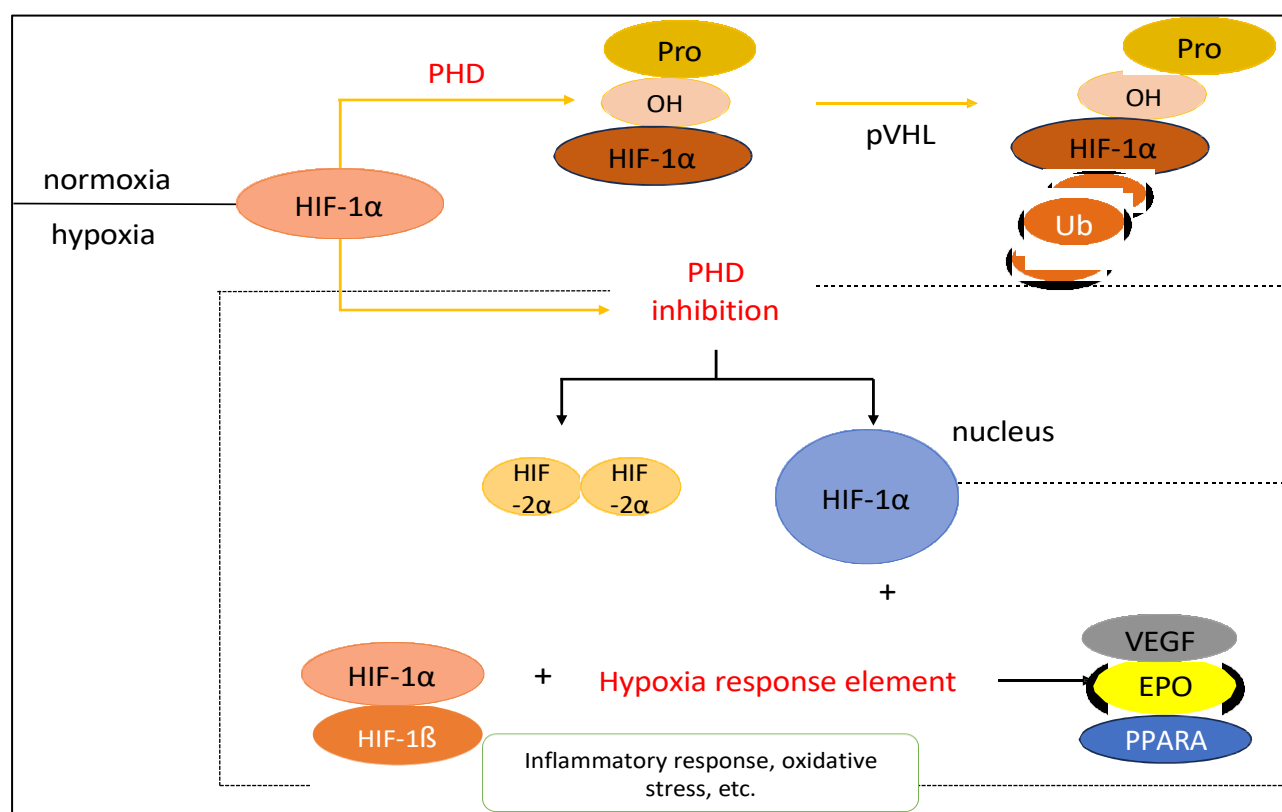 Pro
PHD
OH
HIF-1α
pVHL
Pro
OH
HIF-1α
Ub
normoxia
hypoxia
HIF-1α
PHD
inhibition
HIF
-2α
HIF
-2α
nucleus
HIF-1α
+
HIF-1α
HIF-1ß
+
Hypoxia response element
VEGF
EPO
PPARA
Inflammatory response, oxidative
stress, etc.